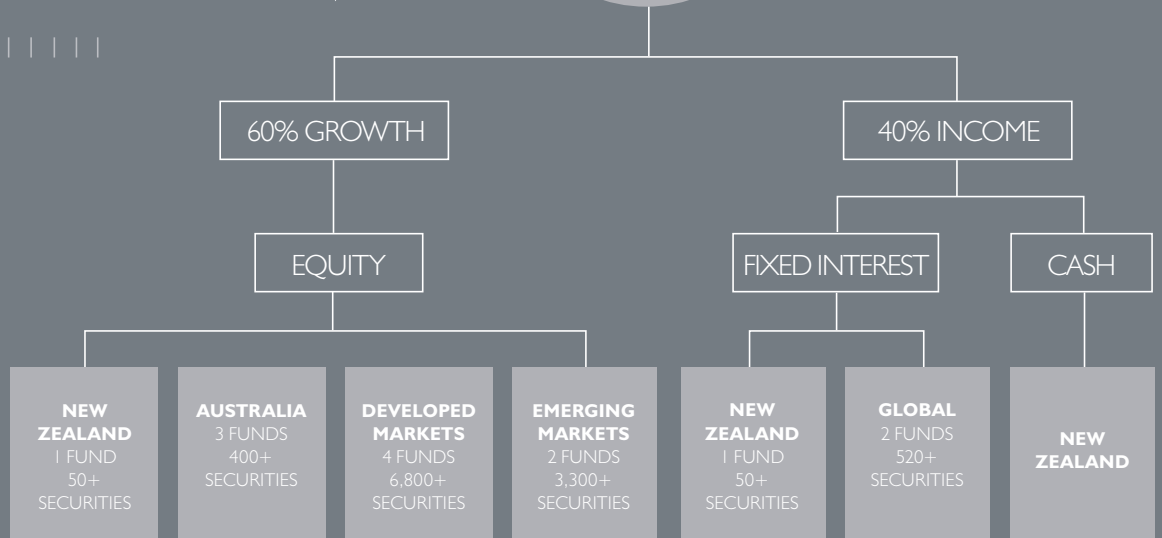 60% GROWTH
40% INCOME
EQUITY
FIXED INTEREST
CASH
NEW
ZEALAND
1 FUND
50+
SECURITIES
AUSTRALIA
3 FUNDS
400+
SECURITIES
DEVELOPED
MARKETS
4 FUNDS
6,800+
SECURITIES
EMERGING
MARKETS
2 FUNDS
3,300+
SECURITIES
NEW
ZEALAND
1 FUND
50+
SECURITIES
GLOBAL
2 FUNDS
520+
SECURITIES
NEW
ZEALAND